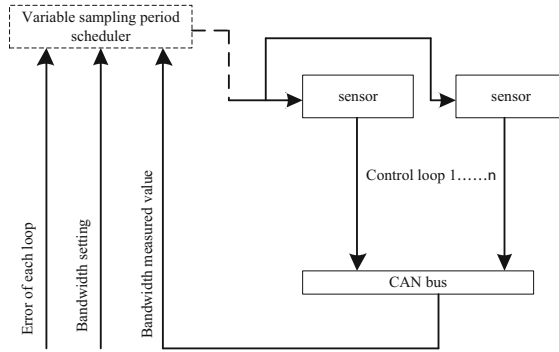 Variable sampling period
scheduler
sensor
sensor
Control loop 1……n
CAN bus
Error of each loop
Bandwidth setting
Bandwidth measured value